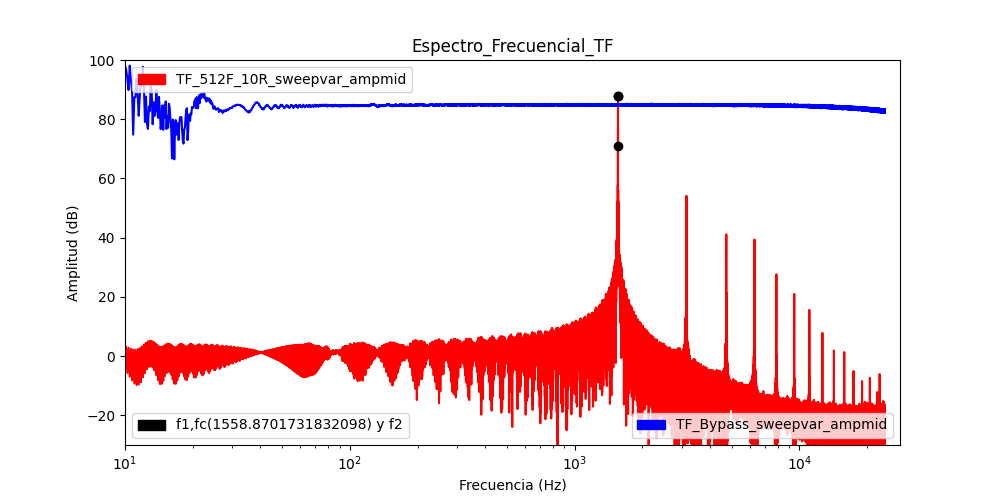 Espectro_Frecuencial_TF
Amplitud (dB)
100
80
60
40
20
0
−20
TF_512F_10R_sweepvar_ampmid
f1,fc(1558.8701731832098) y f2
TF_Bypass_sweepvar_ampmid
10¹
10²
10³
10⁴
Frecuencia (Hz)